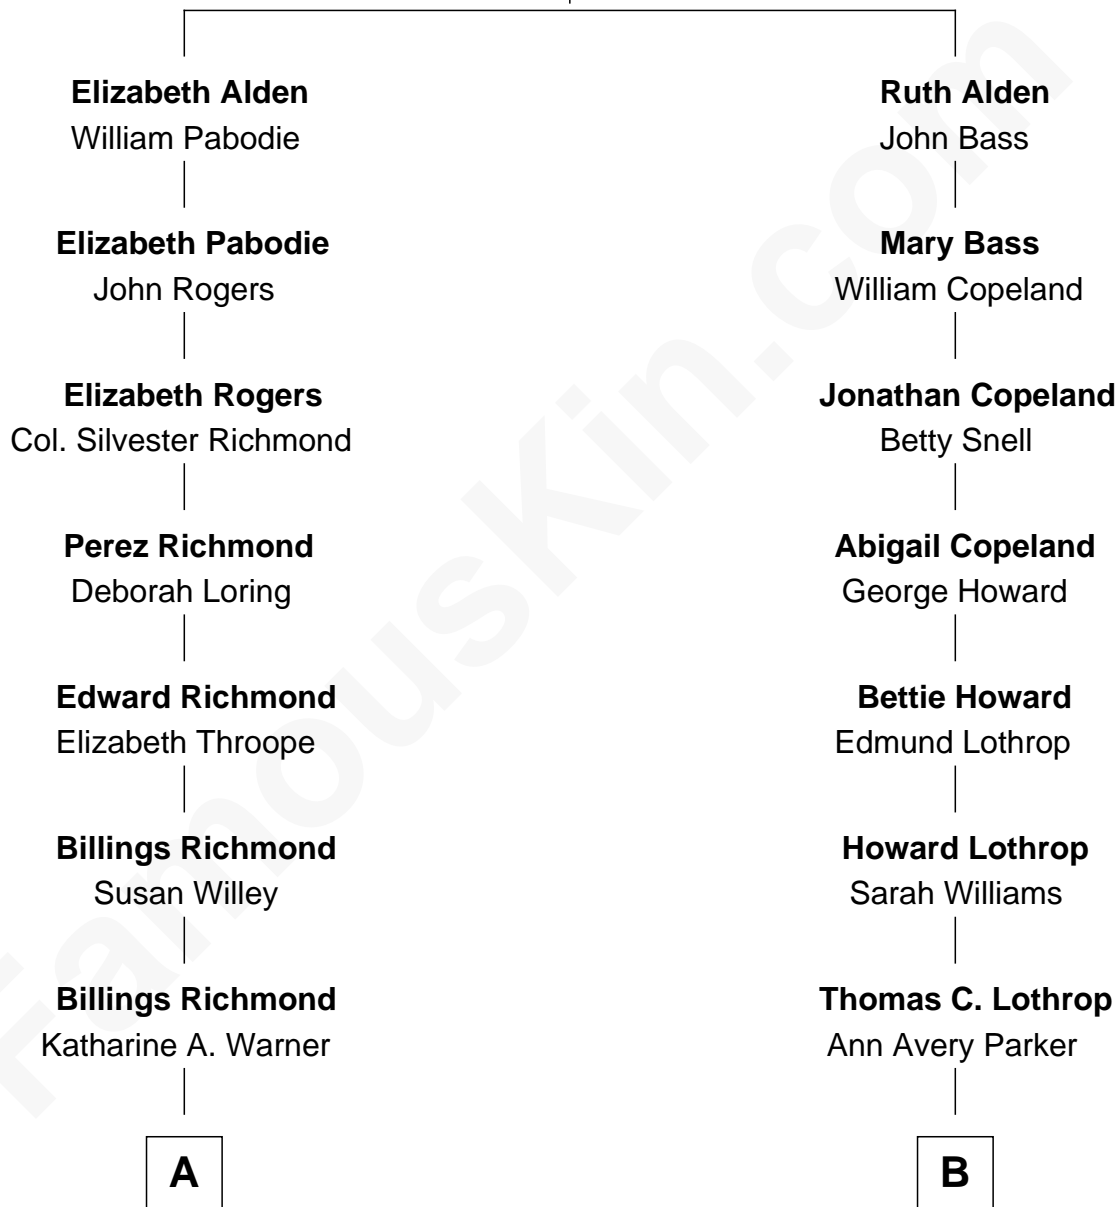 Elizabeth Alden
William Pabodie
Elizabeth Pabodie
John Rogers
Elizabeth Rogers
Col. Silvester Richmond
Perez Richmond
Deborah Loring
Edward Richmond
Elizabeth Throope
Billings Richmond
Susan Willey
Billings Richmond
Katharine A. Warner
A
Ruth Alden
John Bass
Mary Bass
William Copeland
Jonathan Copeland
Betty Snell
Abigail Copeland
George Howard
Bettie Howard
Edmund Lothrop
Howard Lothrop
Sarah Williams
Thomas C. Lothrop
Ann Avery Parker
B
FamousKin.com